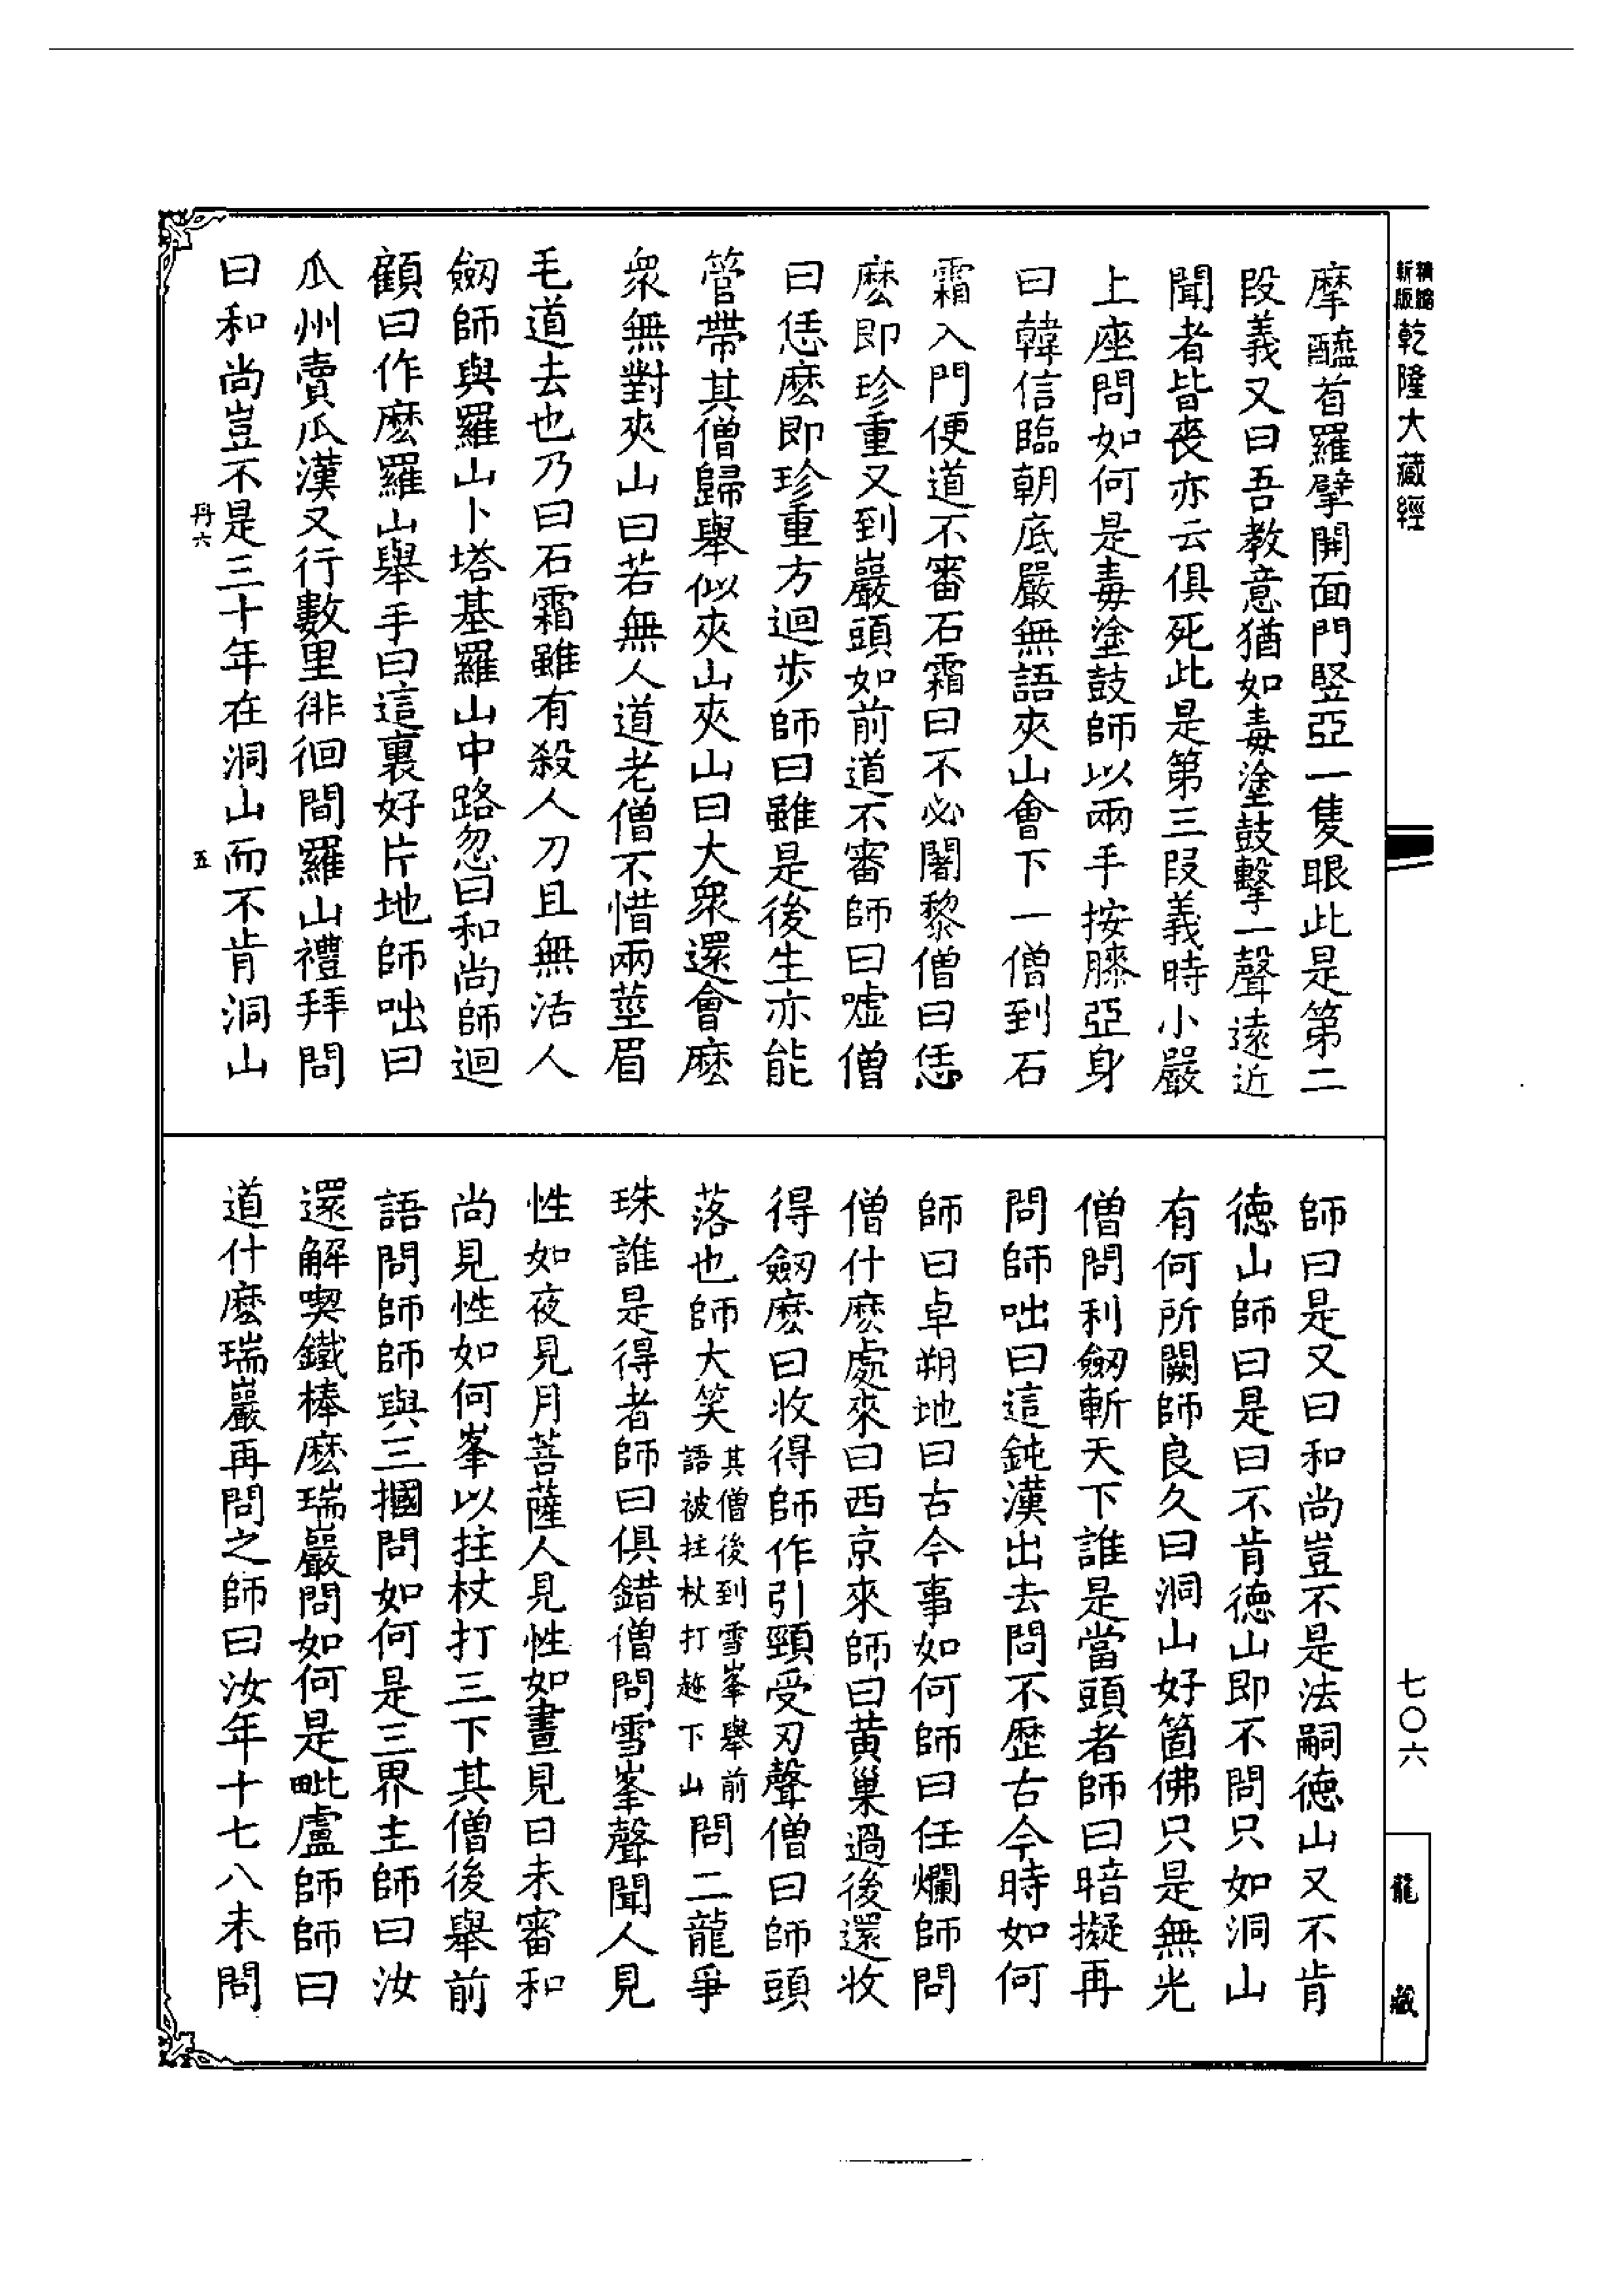 精縮新版乾隆大藏經
摩醯首羅擘開面門竪亞一隻眼此是第二
段義又曰吾教意猶如毒塗鼓擊一聲遠近
聞者皆喪亦云俱死此是第三段義時小嚴
上座問如何是毒塗鼓師以兩手按膝亞身
曰韓信臨朝底嚴無語夾山會下一僧到石
霜入門便道不審石霜曰不必闍黎僧曰恁
麽即珍重又到巖頭如前道不審師曰嘘僧
曰恁麽即珍重方迴步師曰雖是後生亦能
管帶其僧歸舉似夾山夾山曰大衆還會麽
衆無對夾山曰若無人道老僧不惜兩莖眉
毛道去也乃曰石霜雖有殺人刀且無活人
劒師與羅山卜塔基羅山中路忽曰和尚師迴
顧曰作麽羅山舉手曰這裏好片地師咄曰
瓜州賣瓜漢又行數里徘徊間羅山禮拜問
曰和尚豈不是三十年在洞山而不肯洞山
丹六
五
師曰是又曰和尚豈不是法嗣德山又不肯
德山師曰是曰不肯德山即不問只如洞山
有何所闕師良久曰洞山好箇佛只是無光
僧問利劒斬天下誰是當頭者師曰暗擬再
問師咄曰這鈍漢出去問不歷古今時如何
師曰卓朔地曰古今事如何師曰任爛師問
僧什麽處來曰西京來師曰黃巢過後還收
得劒麽曰收得師作引頸受刃聲僧曰師頭
落也師大笑其僧後到雪峯舉前語被拄杖打趂下山問二龍爭
珠誰是得者師曰俱錯僧問雪峯聲聞人見
性如夜見月菩薩人見性如晝見日未審和
尚見性如何峯以拄杖打三下其僧後舉前
語問師師與三摑問如何是三界主師曰汝
還解喫鐵棒麽瑞巖問如何是毗盧師師曰
道什麽瑞巖再問之師曰汝年十七八未問
七〇六
龍藏